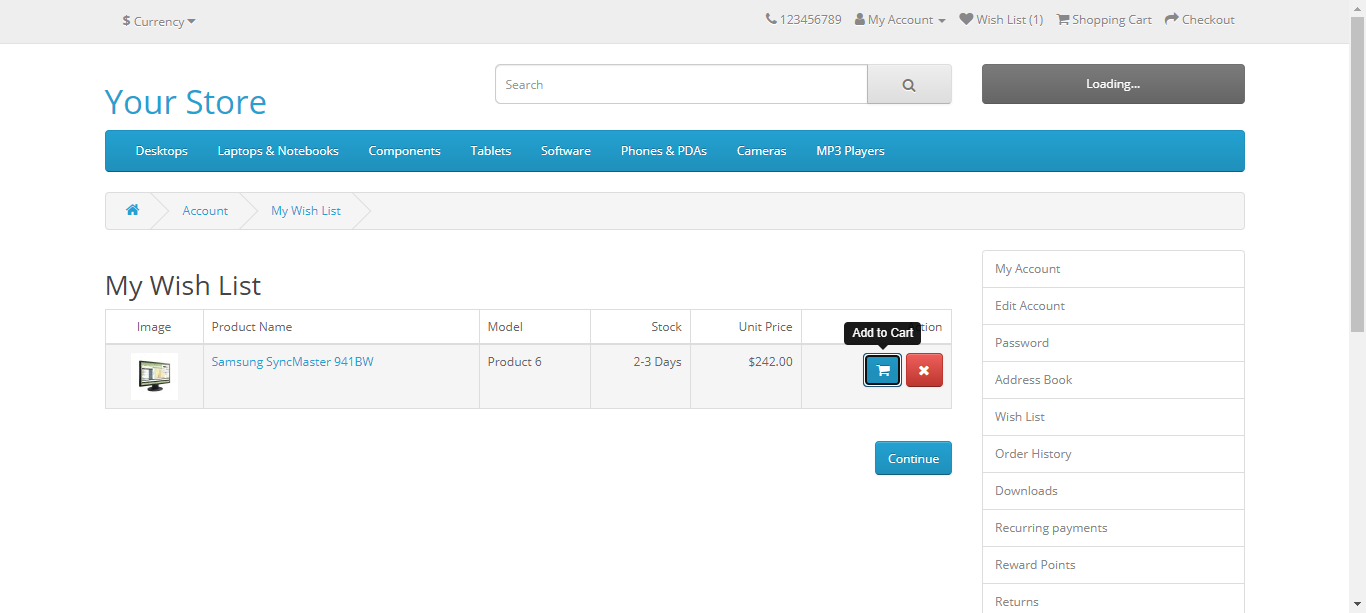 $ Currency
123456789 My Account Wish List (1) Shopping Cart Checkout
Your Store
Search
Loading...
Desktops Laptops & Notebooks Components Tablets Software Phones & PDAs Cameras MP3 Players
Account My Wish List
My Wish List
Image Product Name Model Stock Unit Price tion
Add to Cart
Samsung SyncMaster 941BW Product 6 2-3 Days $242.00
Continue
My Account
Edit Account
Password
Address Book
Wish List
Order History
Downloads
Recurring payments
Reward Points
Returns